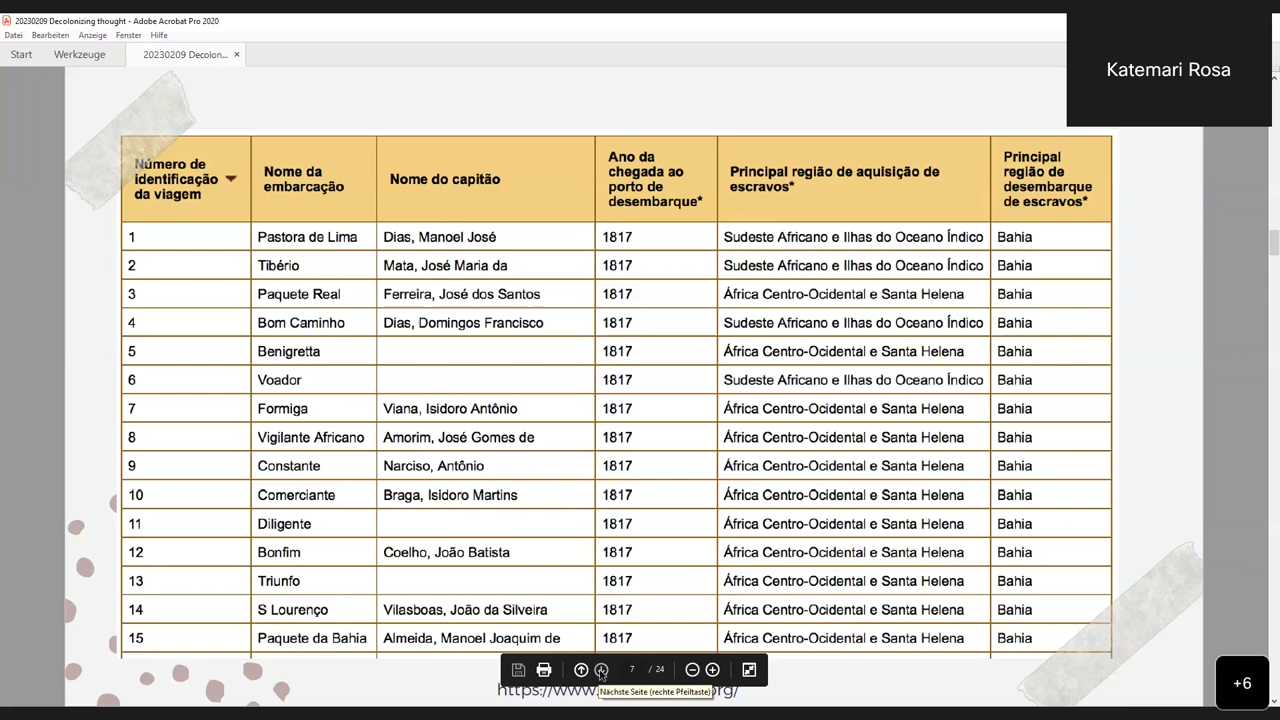 20230209 Decolonizing thought - Adobe Acrobat Pro 2020
Datei Bearbeiten Anzeige Fenster Hilfe
Start Werkzeuge 20230209 Decolon... ×
Katemari Rosa
Número de identificação da viagem Nome da embarcação Nome do capitão Ano da chegada ao porto de desembarque* Principal região de aquisição de escravos* Principal região de desembarque de escravos*
1 Pastora de Lima Dias, Manoel José 1817 Sudeste Africano e Ilhas do Oceano Índico Bahia
2 Tibério Mata, José Maria da 1817 Sudeste Africano e Ilhas do Oceano Índico Bahia
3 Paquete Real Ferreira, José dos Santos 1817 África Centro-Ocidental e Santa Helena Bahia
4 Bom Caminho Dias, Domingos Francisco 1817 Sudeste Africano e Ilhas do Oceano Índico Bahia
5 Benigretta 1817 África Centro-Ocidental e Santa Helena Bahia
6 Voador 1817 Sudeste Africano e Ilhas do Oceano Índico Bahia
7 Formiga Viana, Isidoro Antônio 1817 África Centro-Ocidental e Santa Helena Bahia
8 Vigilante Africano Amorim, José Gomes de 1817 África Centro-Ocidental e Santa Helena Bahia
9 Constante Narciso, Antônio 1817 África Centro-Ocidental e Santa Helena Bahia
10 Comerciante Braga, Isidoro Martins 1817 África Centro-Ocidental e Santa Helena Bahia
11 Diligente 1817 África Centro-Ocidental e Santa Helena Bahia
12 Bonfim Coelho, João Batista 1817 África Centro-Ocidental e Santa Helena Bahia
13 Triunfo 1817 África Centro-Ocidental e Santa Helena Bahia
14 S Lourenço Vilasboas, João da Silveira 1817 África Centro-Ocidental e Santa Helena Bahia
15 Paquete da Bahia Almeida, Manoel Joaquim de 1817 África Centro-Ocidental e Santa Helena Bahia
7 / 24
Nächste Seite (rechte Pfeiltaste)
+6